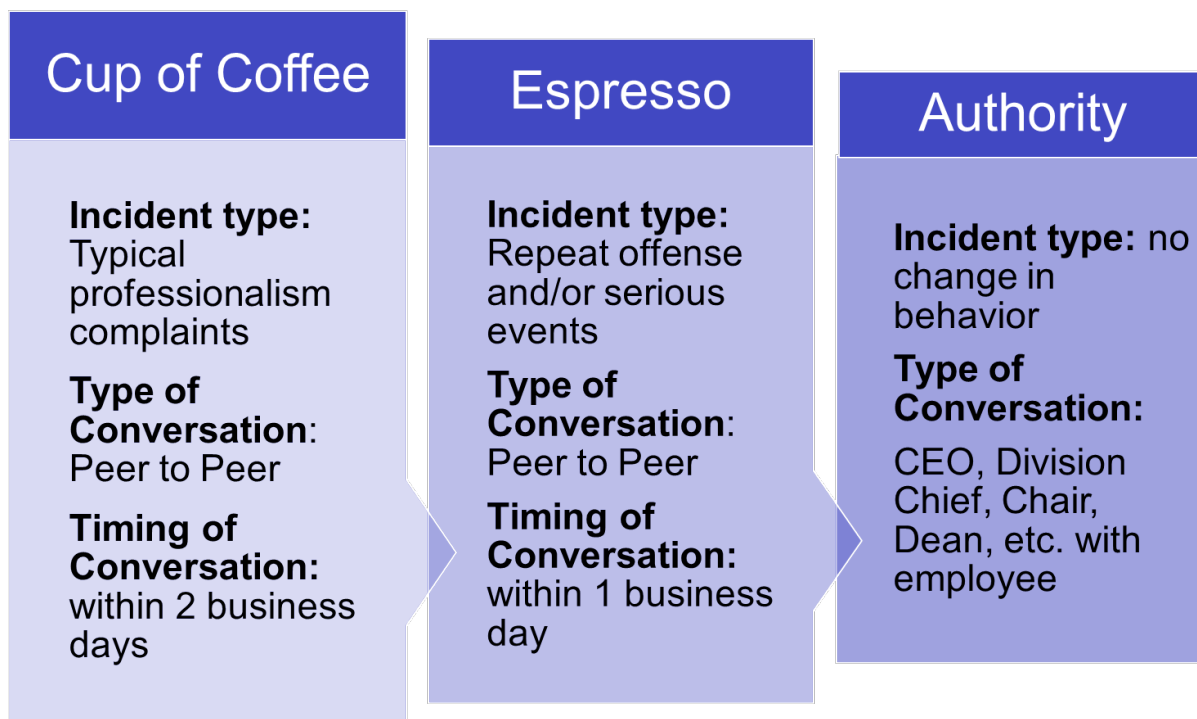 Cup of Coffee
Incident type:
Typical
professionalism
complaints
Type of
Conversation:
Peer to Peer
Timing of
Conversation:
within 2 business
days
Espresso
Incident type:
Repeat offense
and/or serious
events
Type of
Conversation:
Peer to Peer
Timing of
Conversation:
within 1 business
day
Authority
Incident type: no
change in
behavior
Type of
Conversation:
CEO, Division
Chief, Chair,
Dean, etc. with
employee